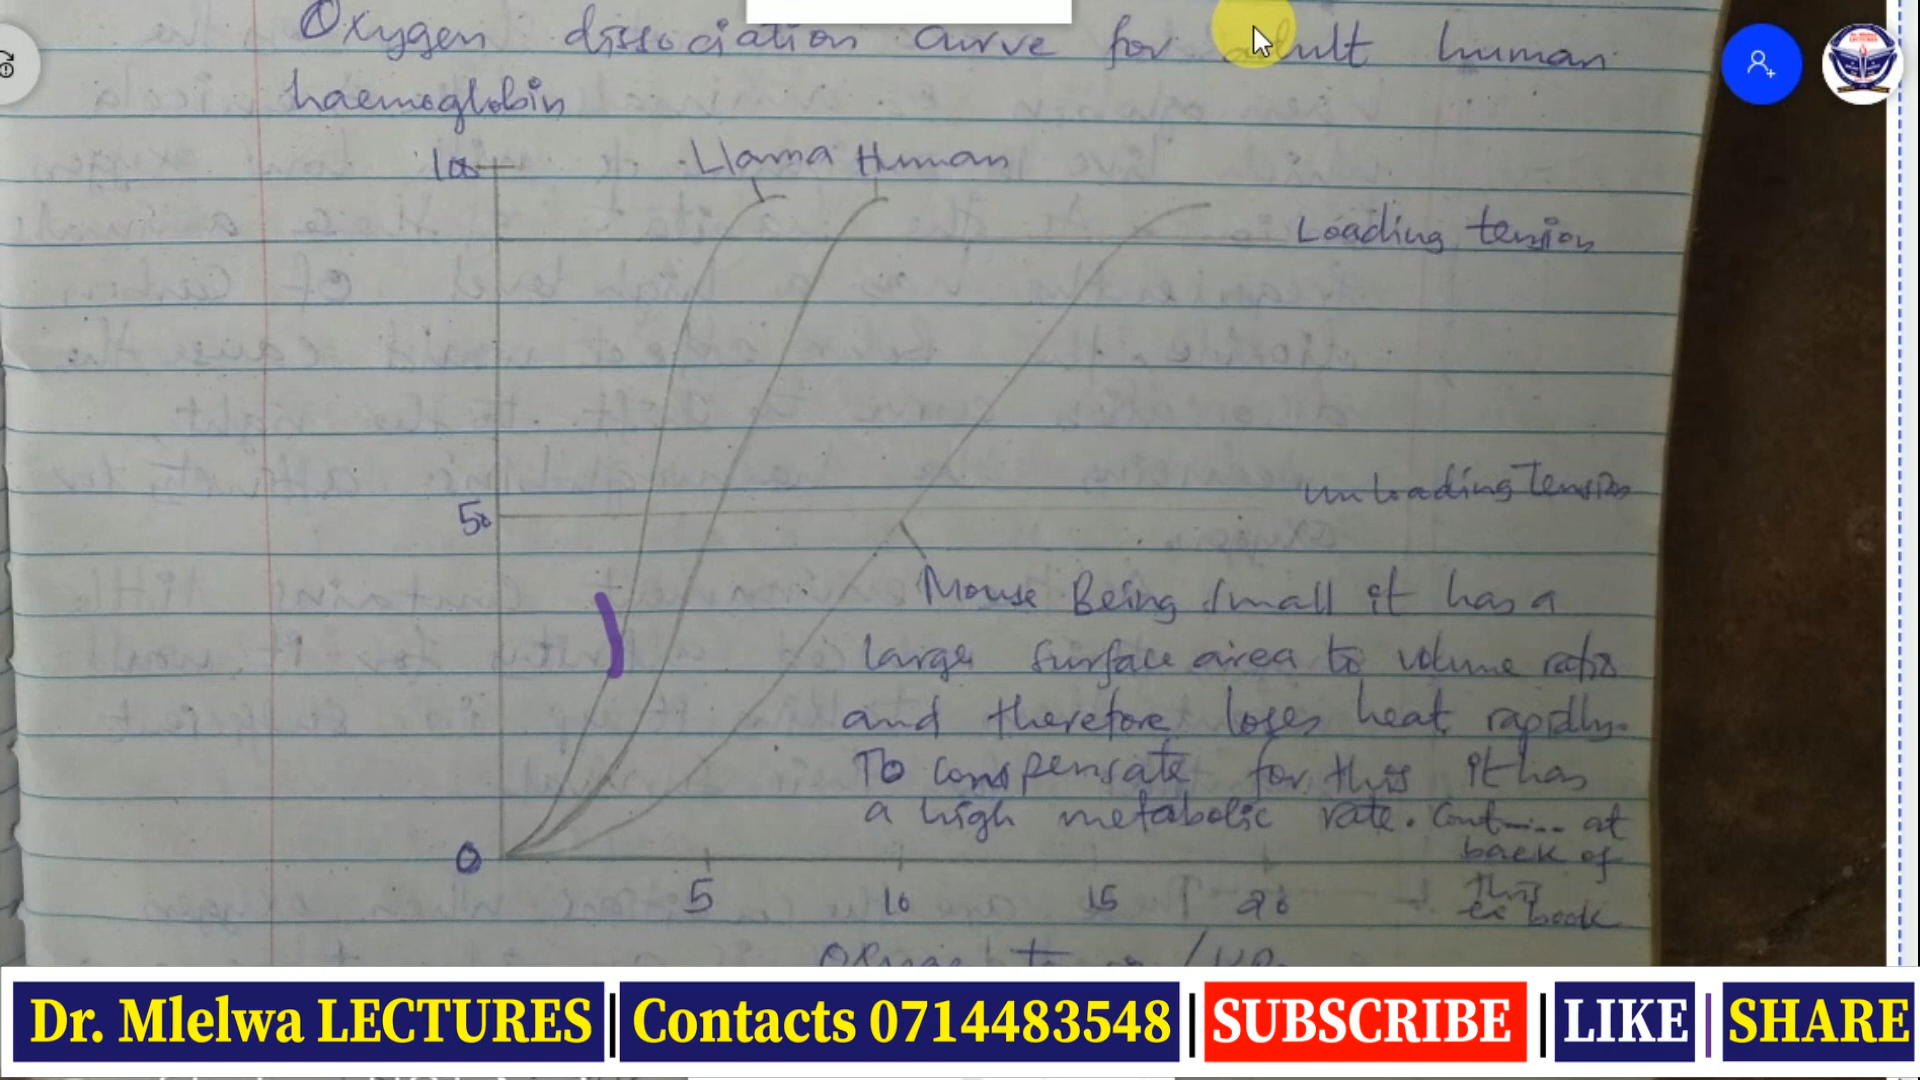 Oxygen dissociation curve for adult human
haemoglobin
100
Llama Human
Loading tension
50
Unloading Tension
Mouse Being small it has a
large surface area to volume ratio
and therefore loses heat rapidly.
To compensate for this it has
a high metabolic rate. Cont..... at
back of
this
book
0
5 10 15 20
Dr. Mlelwa LECTURES Contacts 0714483548 SUBSCRIBE LIKE SHARE